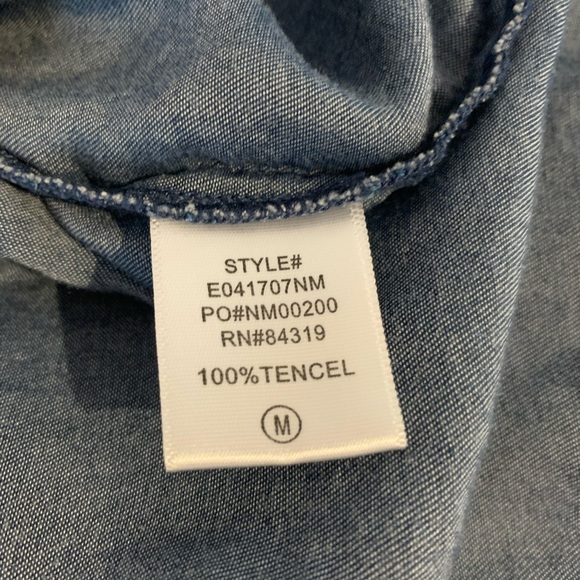 STYLE#
E041707NM
PO#NM00200
RN#84319
100%TENCEL
M